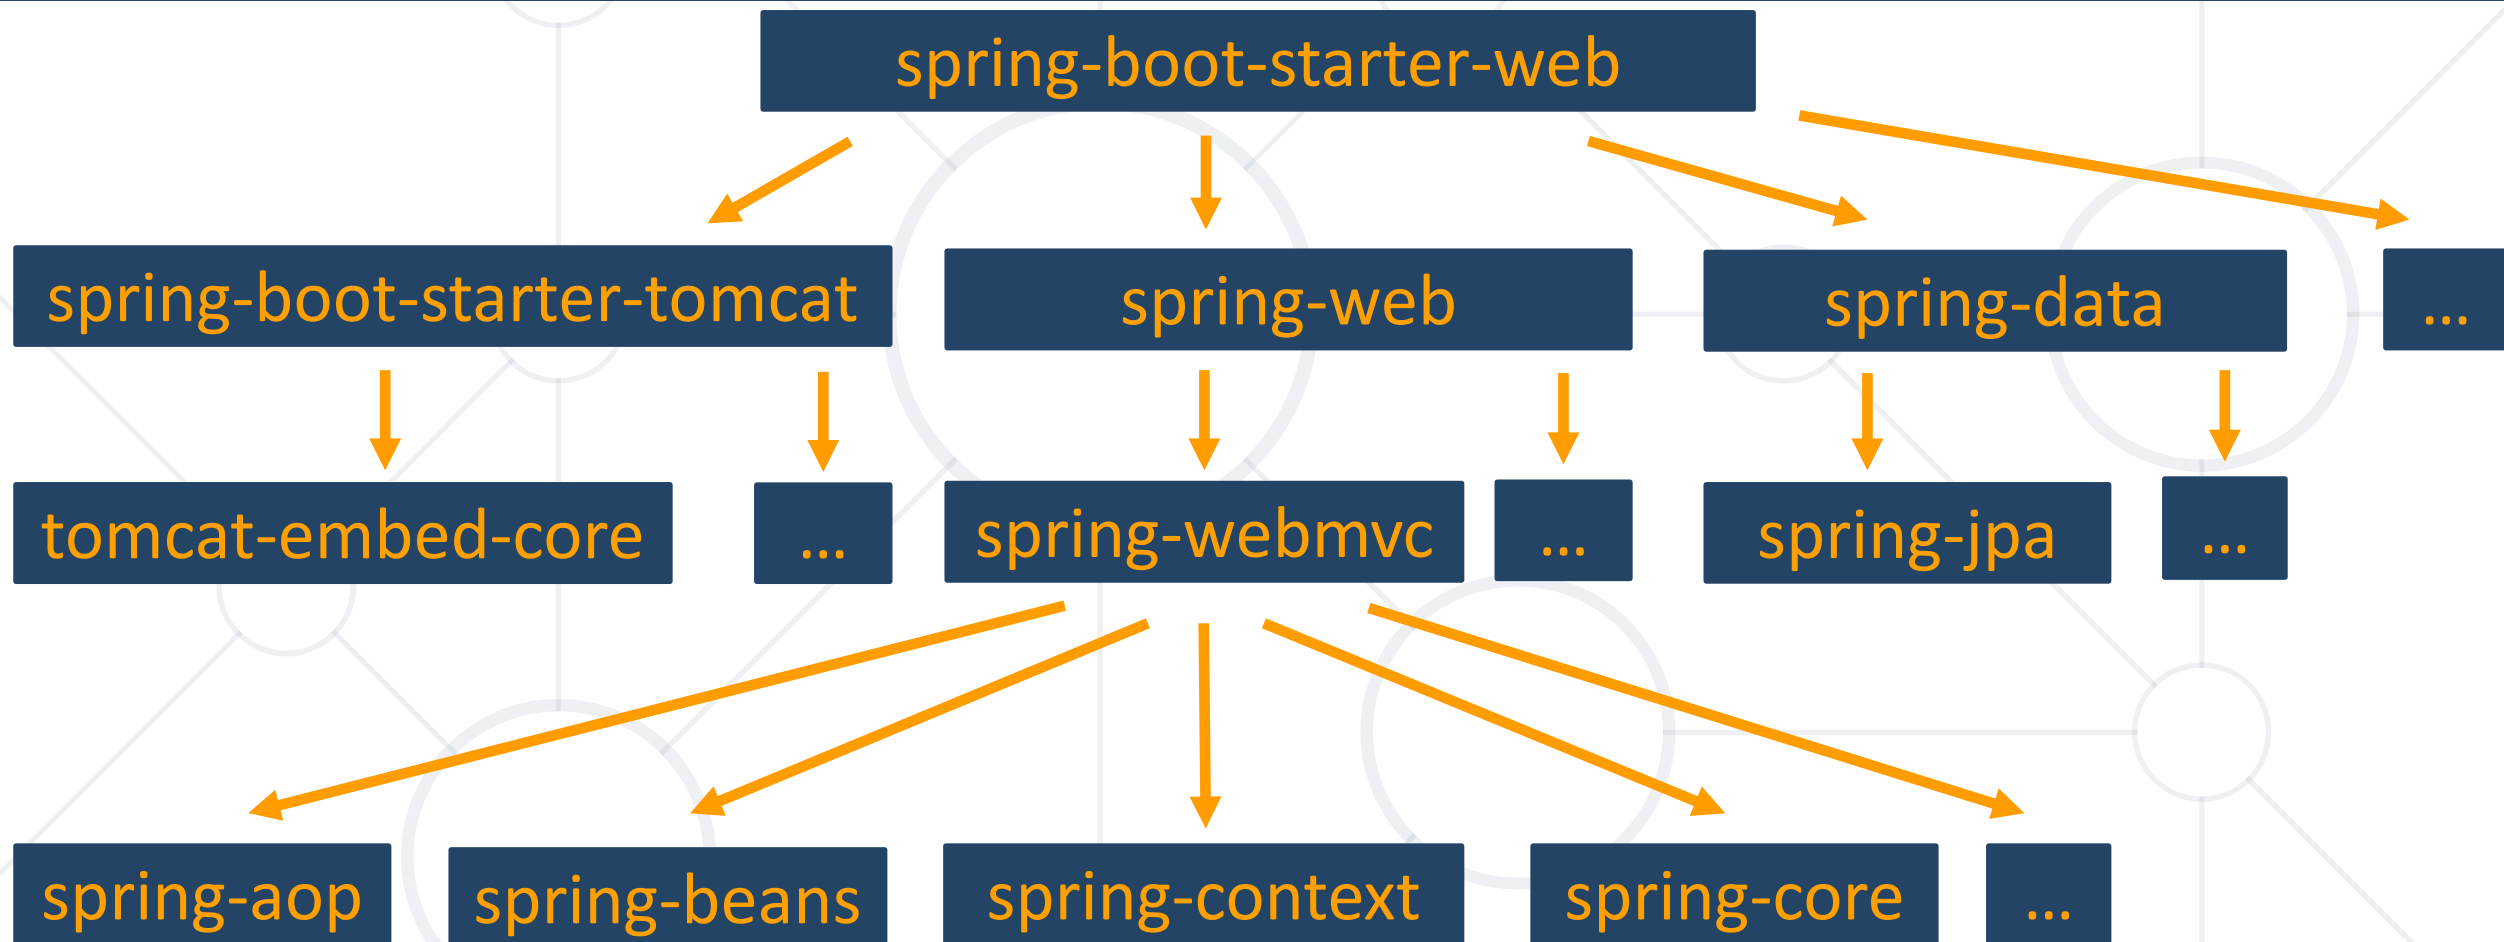 spring-boot-starter-web
spring-boot-starter-tomcat
spring-web
spring-data
...
tomcat-embed-core
...
spring-webmvc
...
spring-jpa
...
spring-aop
spring-beans
spring-context
spring-core
...